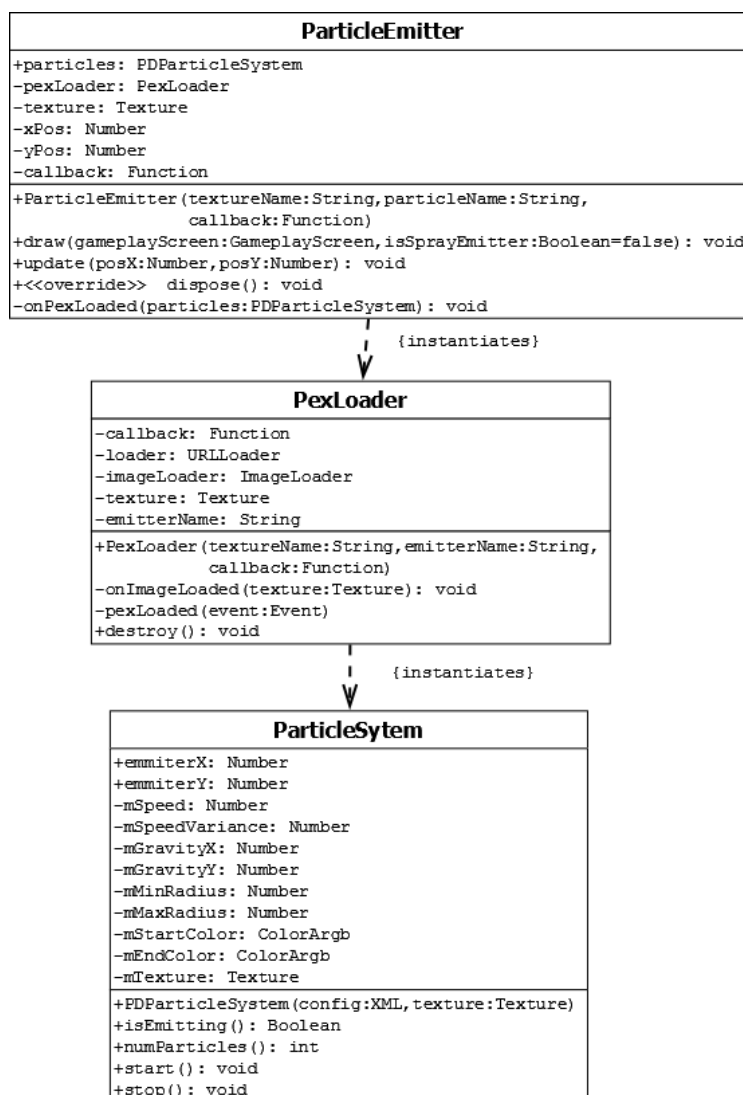 ParticleEmitter
+particles: PDParticleSystem
-pexLoader: PexLoader
-texture: Texture
-xPos: Number
-yPos: Number
-callback: Function
+ParticleEmitter(textureName:String,particleName:String,
callback:Function)
+draw(gameplayScreen:GameplayScreen,isSprayEmitter:Boolean=false): void
+update(posX:Number,posY:Number): void
+<<override>> dispose(): void
-onPexLoaded(particles:PDParticleSystem): void
{instantiates}
PexLoader
-callback: Function
-loader: URLLoader
-imageLoader: ImageLoader
-texture: Texture
-emitterName: String
+PexLoader(textureName:String,emitterName:String,
callback:Function)
-onImageLoaded(texture:Texture): void
-pexLoaded(event:Event)
+destroy(): void
{instantiates}
ParticleSytem
+emmiterX: Number
+emmiterY: Number
-mSpeed: Number
-mSpeedVariance: Number
-mGravityX: Number
-mGravityY: Number
-mMinRadius: Number
-mMaxRadius: Number
-mStartColor: ColorArgb
-mEndColor: ColorArgb
-mTexture: Texture
+PDParticleSystem(config:XML,texture:Texture)
+isEmitting(): Boolean
+numParticles(): int
+start(): void
+stop(): void